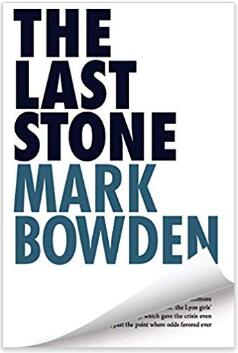 THE
LAST
STONE
MARK
BOWDEN
the Lyon girls'
which gave the crisis even
past the point where odds favored ever